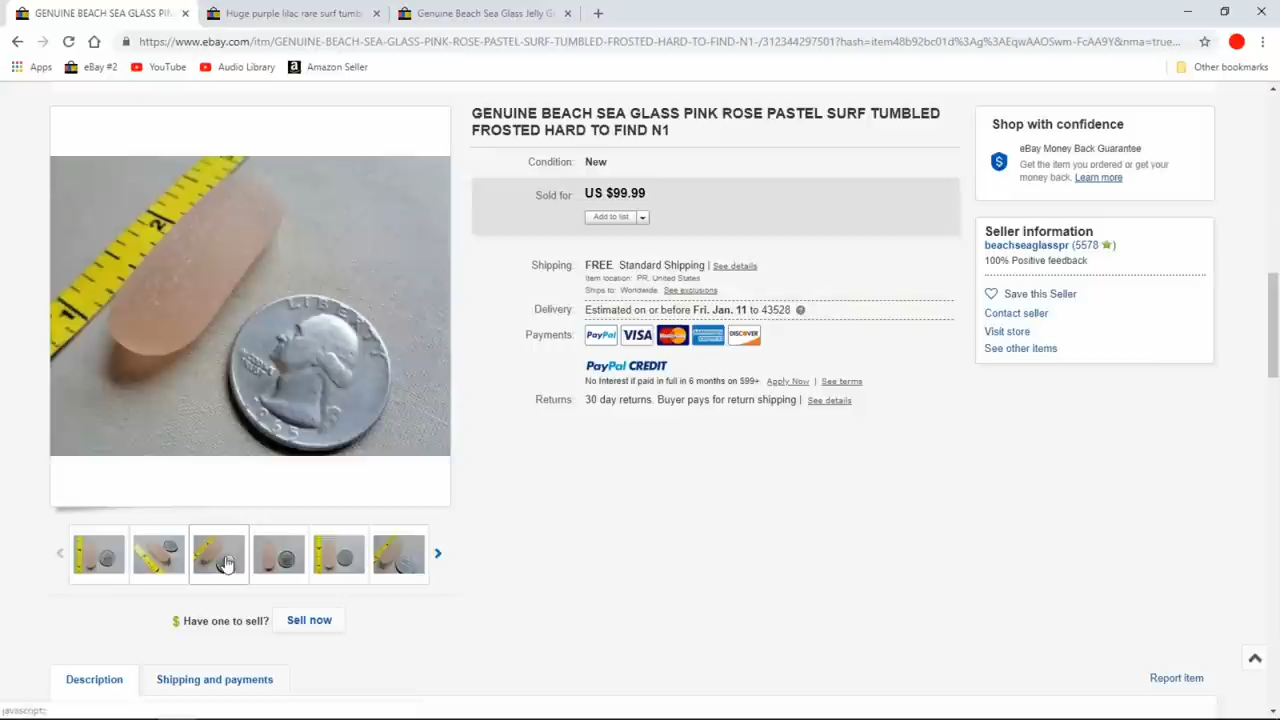 GENUINE BEACH SEA GLASS PIN
Huge purple lilac rare surf tumb
Genuine Beach Sea Glass Jelly G
https://www.ebay.com/itm/GENUINE-BEACH-SEA-GLASS-PINK-ROSE-PASTEL-SURF-TUMBLED-FROSTED-HARD-TO-FIND-N1-/312344297501?hash=item48b92bc01d%3Ag%3AEqwAAOSwm-FcAA9Y&nma=true...
Apps
eBay #2
YouTube
Audio Library
Amazon Seller
Other bookmarks
GENUINE BEACH SEA GLASS PINK ROSE PASTEL SURF TUMBLED
FROSTED HARD TO FIND N1
Condition: New
Sold for: US $99.99
Add to list
Shipping: FREE Standard Shipping | See details
Item location: PR, United States
Ships to: Worldwide See exclusions
Delivery: Estimated on or before Fri. Jan. 11 to 43528
Payments: PayPal VISA MasterCard AMERICAN EXPRESS DISCOVER
PayPal CREDIT
No Interest if paid in full in 6 months on $99+ Apply Now | See terms
Returns: 30 day returns. Buyer pays for return shipping | See details
Shop with confidence
eBay Money Back Guarantee
Get the item you ordered or get your
money back. Learn more
Seller information
beachseaglasspr (5578 )
100% Positive feedback
Save this Seller
Contact seller
Visit store
See other items
1
2
$ Have one to sell? Sell now
Description
Shipping and payments
Report item
javascript:;